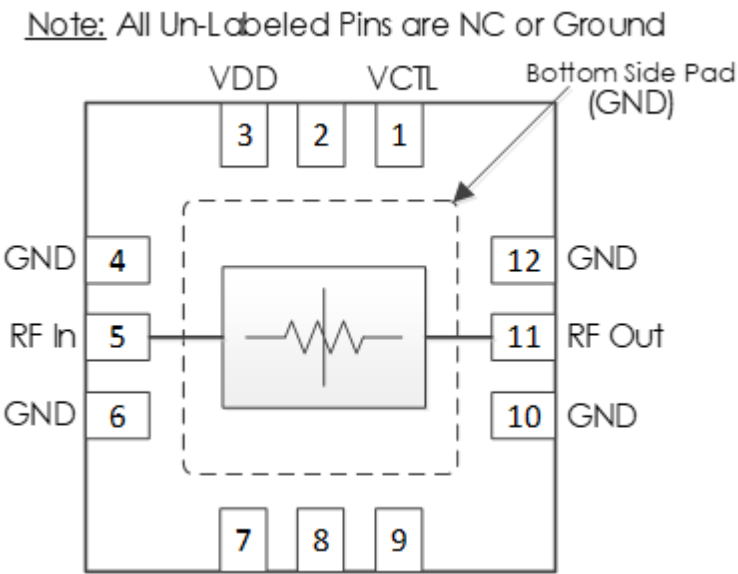 Note: All Un-Labeled Pins are NC or Ground
VDD VCTL Bottom Side Pad
(GND)
3 2 1
GND 4 12 GND
RF In 5 11 RF Out
GND 6 10 GND
7 8 9